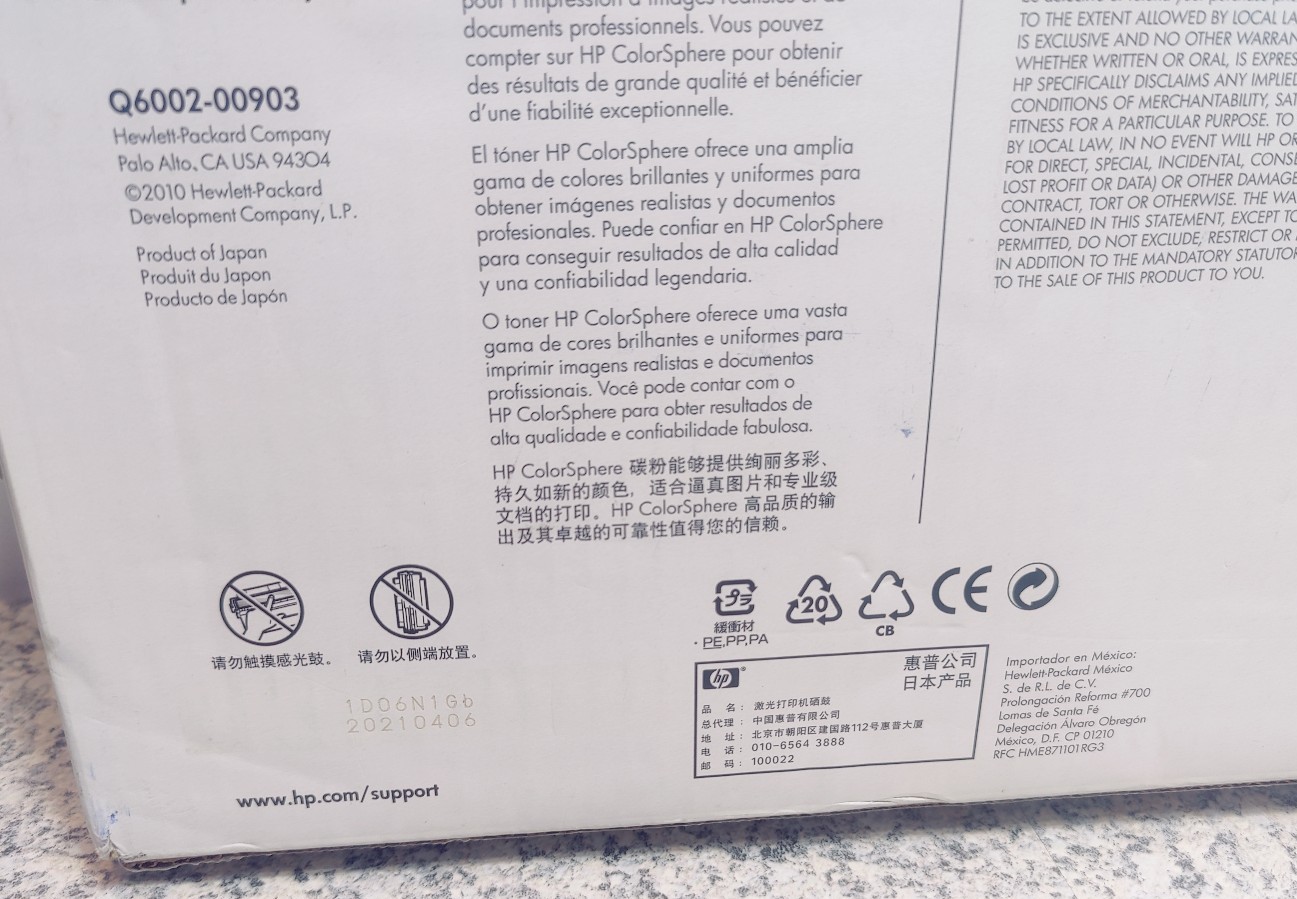 Q6002-00903
Hewlett-Packard Company
Palo Alto, CA USA 94304
©2010 Hewlett-Packard
Development Company, L.P.
Product of Japan
Produit du Japon
Producto de Japón
documents professionnels. Vous pouvez
compter sur HP ColorSphere pour obtenir
des résultats de grande qualité et bénéficier
d'une fiabilité exceptionnelle.
El tóner HP ColorSphere ofrece una amplia
gama de colores brillantes y uniformes para
obtener imágenes realistas y documentos
profesionales. Puede confiar en HP ColorSphere
para conseguir resultados de alta calidad
y una confiabilidad legendaria.
O toner HP ColorSphere oferece uma vasta
gama de cores brilhantes e uniformes para
imprimir imagens realistas e documentos
profissionais. Você pode contar com o
HP ColorSphere para obter resultados de
alta qualidade e confiabilidade fabulosa.
HP ColorSphere 碳粉能够提供绚丽多彩、
持久如新的颜色，适合逼真图片和专业级
文档的打印。HP ColorSphere 高品质的输
出及其卓越的可靠性值得您的信赖。
TO THE EXTENT ALLOWED BY LOCAL LA
IS EXCLUSIVE AND NO OTHER WARRAN
WHETHER WRITTEN OR ORAL, IS EXPRES
HP SPECIFICALLY DISCLAIMS ANY IMPLIED
CONDITIONS OF MERCHANTABILITY, SAT
FITNESS FOR A PARTICULAR PURPOSE. TO
BY LOCAL LAW, IN NO EVENT WILL HP OR
FOR DIRECT, SPECIAL, INCIDENTAL, CONSE
LOST PROFIT OR DATA) OR OTHER DAMAGE
CONTRACT, TORT OR OTHERWISE. THE WA
CONTAINED IN THIS STATEMENT, EXCEPT TO
PERMITTED, DO NOT EXCLUDE, RESTRICT OR
IN ADDITION TO THE MANDATORY STATUTOR
TO THE SALE OF THIS PRODUCT TO YOU.
请勿触摸感光鼓。
请勿以侧端放置。
1D06N1Gb
20210406
www.hp.com/support
プラ
緩衝材
・PE,PP,PA
20
CB
CE
hp®
惠普公司
日本产品
品 名：激光打印机硒鼓
总代理：中国惠普有限公司
地 址：北京市朝阳区建国路112号惠普大厦
电 话：010-6564 3888
邮 码：100022
Importador en México:
Hewlett-Packard México
S. de R.L. de C.V.
Prolongación Reforma #700
Lomas de Santa Fé
Delegación Álvaro Obregón
México, D.F. CP 01210
RFC HME871101RG3